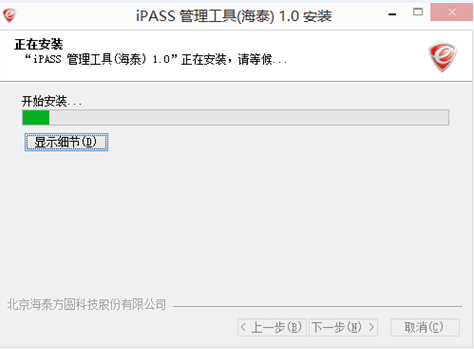 iPASS 管理工具(海泰) 1.0 安装
正在安装
“iPASS 管理工具(海泰) 1.0”正在安装，请等候...
开始安装...
显示细节(D)
北京海泰方圆科技股份有限公司
< 上一步(B) 下一步(N) > 取消(C)